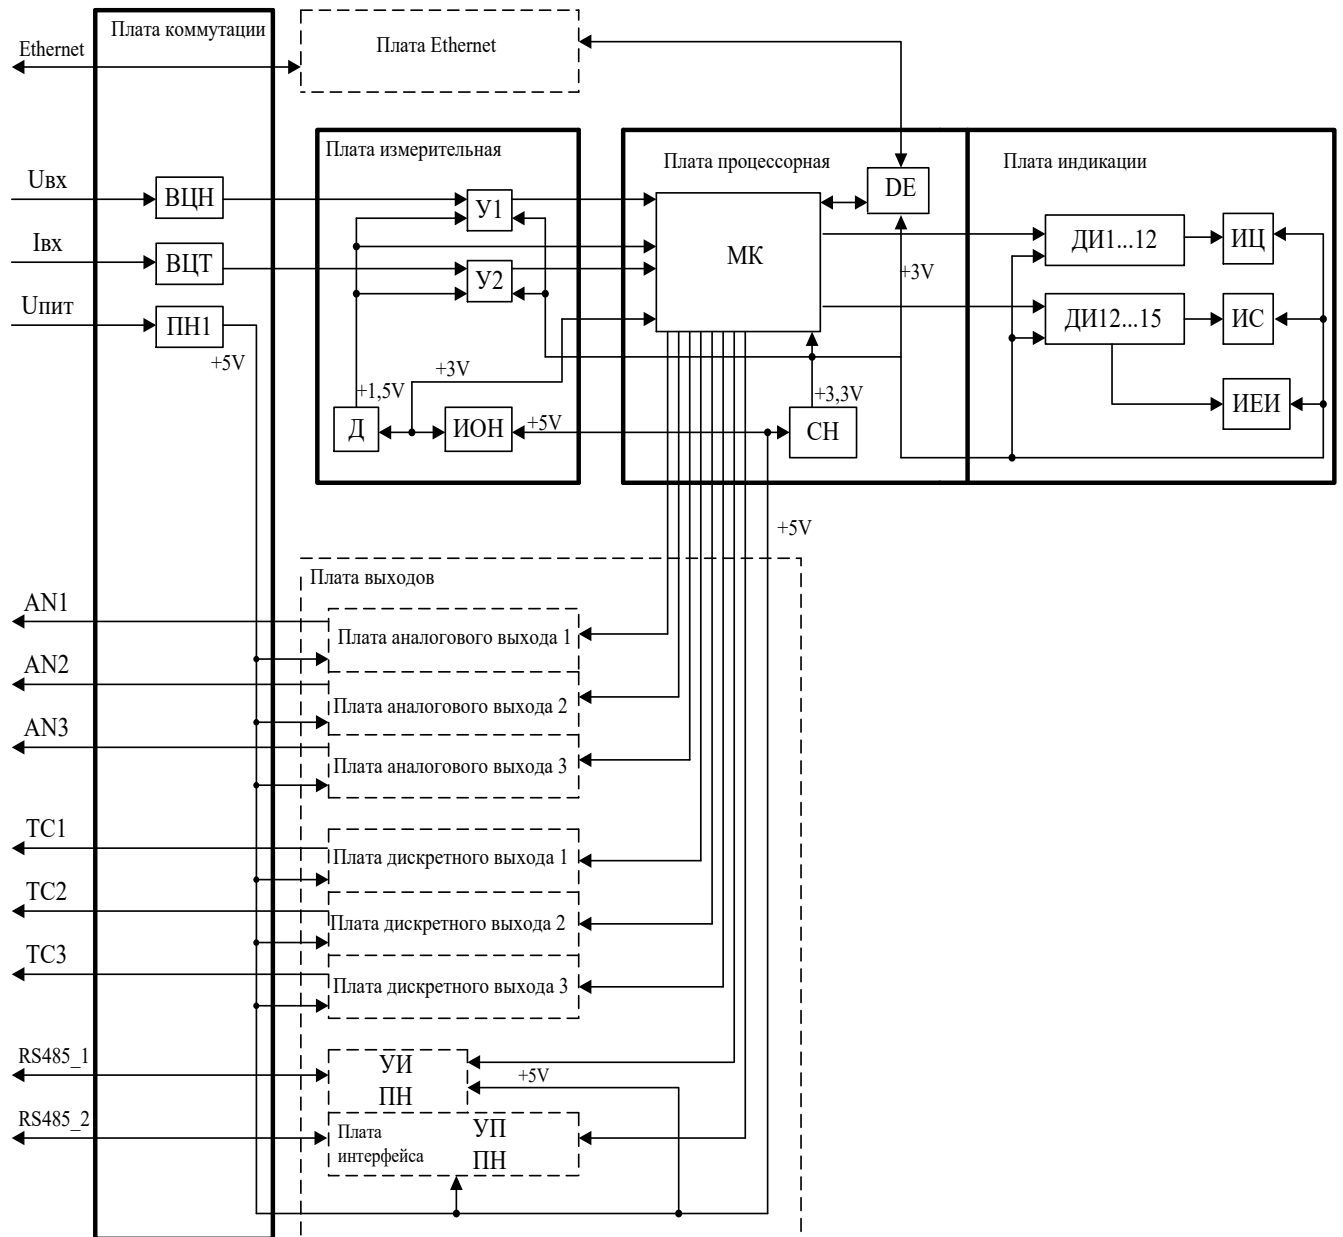 Плата коммутации
Ethernet
Плата Ethernet
Плата измерительная
Плата процессорная
Плата индикации
Uвх
ВЦН
У1
DE
Iвх
ВЦТ
У2
МК
+3V
ДИ1...12
ИЦ
Uпит
ПН1
+5V
ДИ12...15
ИС
+3V
+1,5V
+3,3V
ИЕИ
Д
ИОН
+5V
СН
+5V
Плата выходов
AN1
Плата аналогового выхода 1
AN2
Плата аналогового выхода 2
AN3
Плата аналогового выхода 3
TC1
Плата дискретного выхода 1
TC2
Плата дискретного выхода 2
TC3
Плата дискретного выхода 3
RS485_1
УИ
ПН
+5V
RS485_2
Плата
интерфейса
УП
ПН